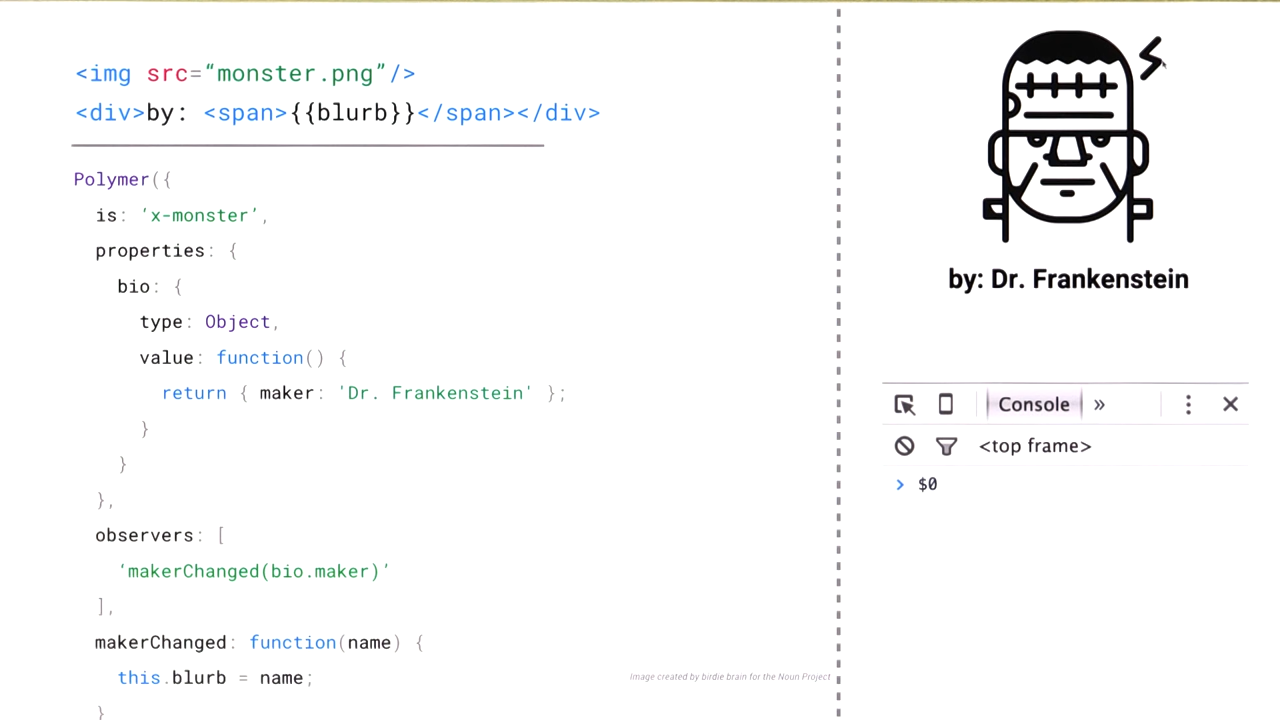 <img src=“monster.png”/>
<div>by: <span>{{blurb}}</span></div>
Polymer({
is: ‘x-monster’,
properties: {
bio: {
type: Object,
value: function() {
return { maker: 'Dr. Frankenstein' };
}
}
},
observers: [
‘makerChanged(bio.maker)’
],
makerChanged: function(name) {
this.blurb = name;
}
Image created by birdie brain for the Noun Project
by: Dr. Frankenstein
Console »
<top frame>
> $0